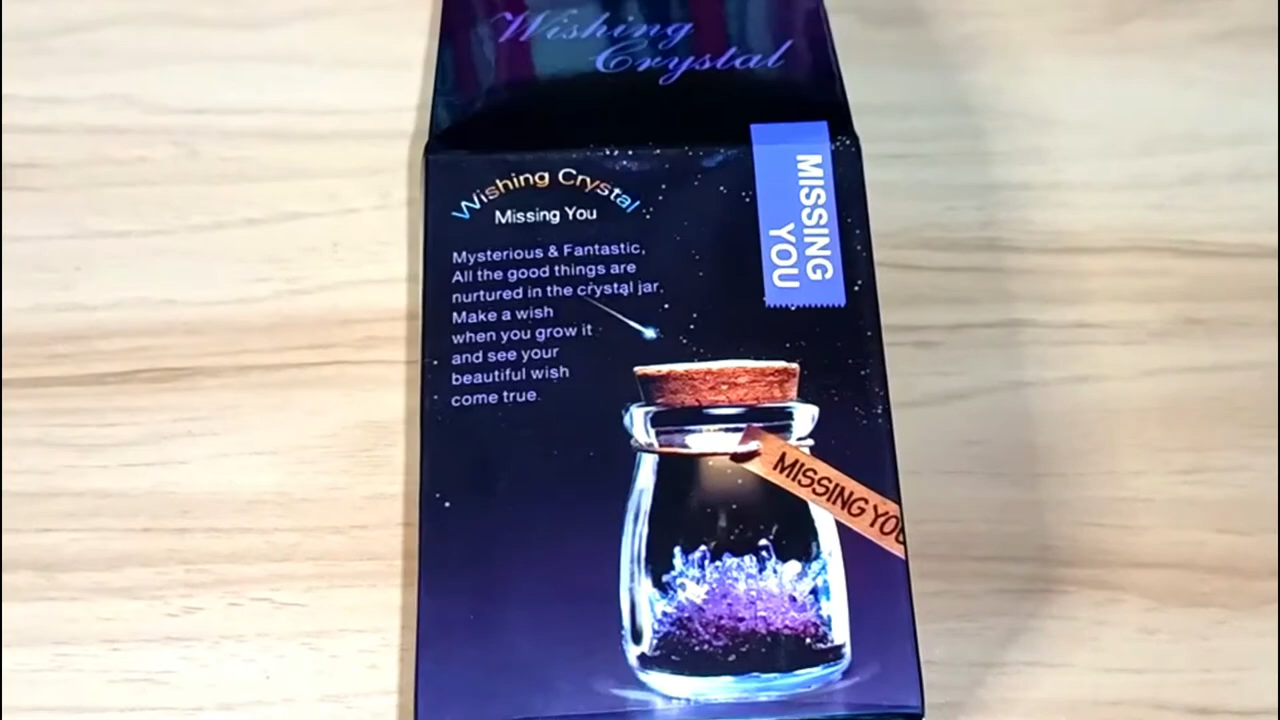 Wishing
Crystal
Wishing Crystal
Missing You
Mysterious & Fantastic,
All the good things are
nurtured in the crystal jar.
Make a wish
when you grow it
and see your
beautiful wish
come true.
MISSING
YOU
MISSING YOU